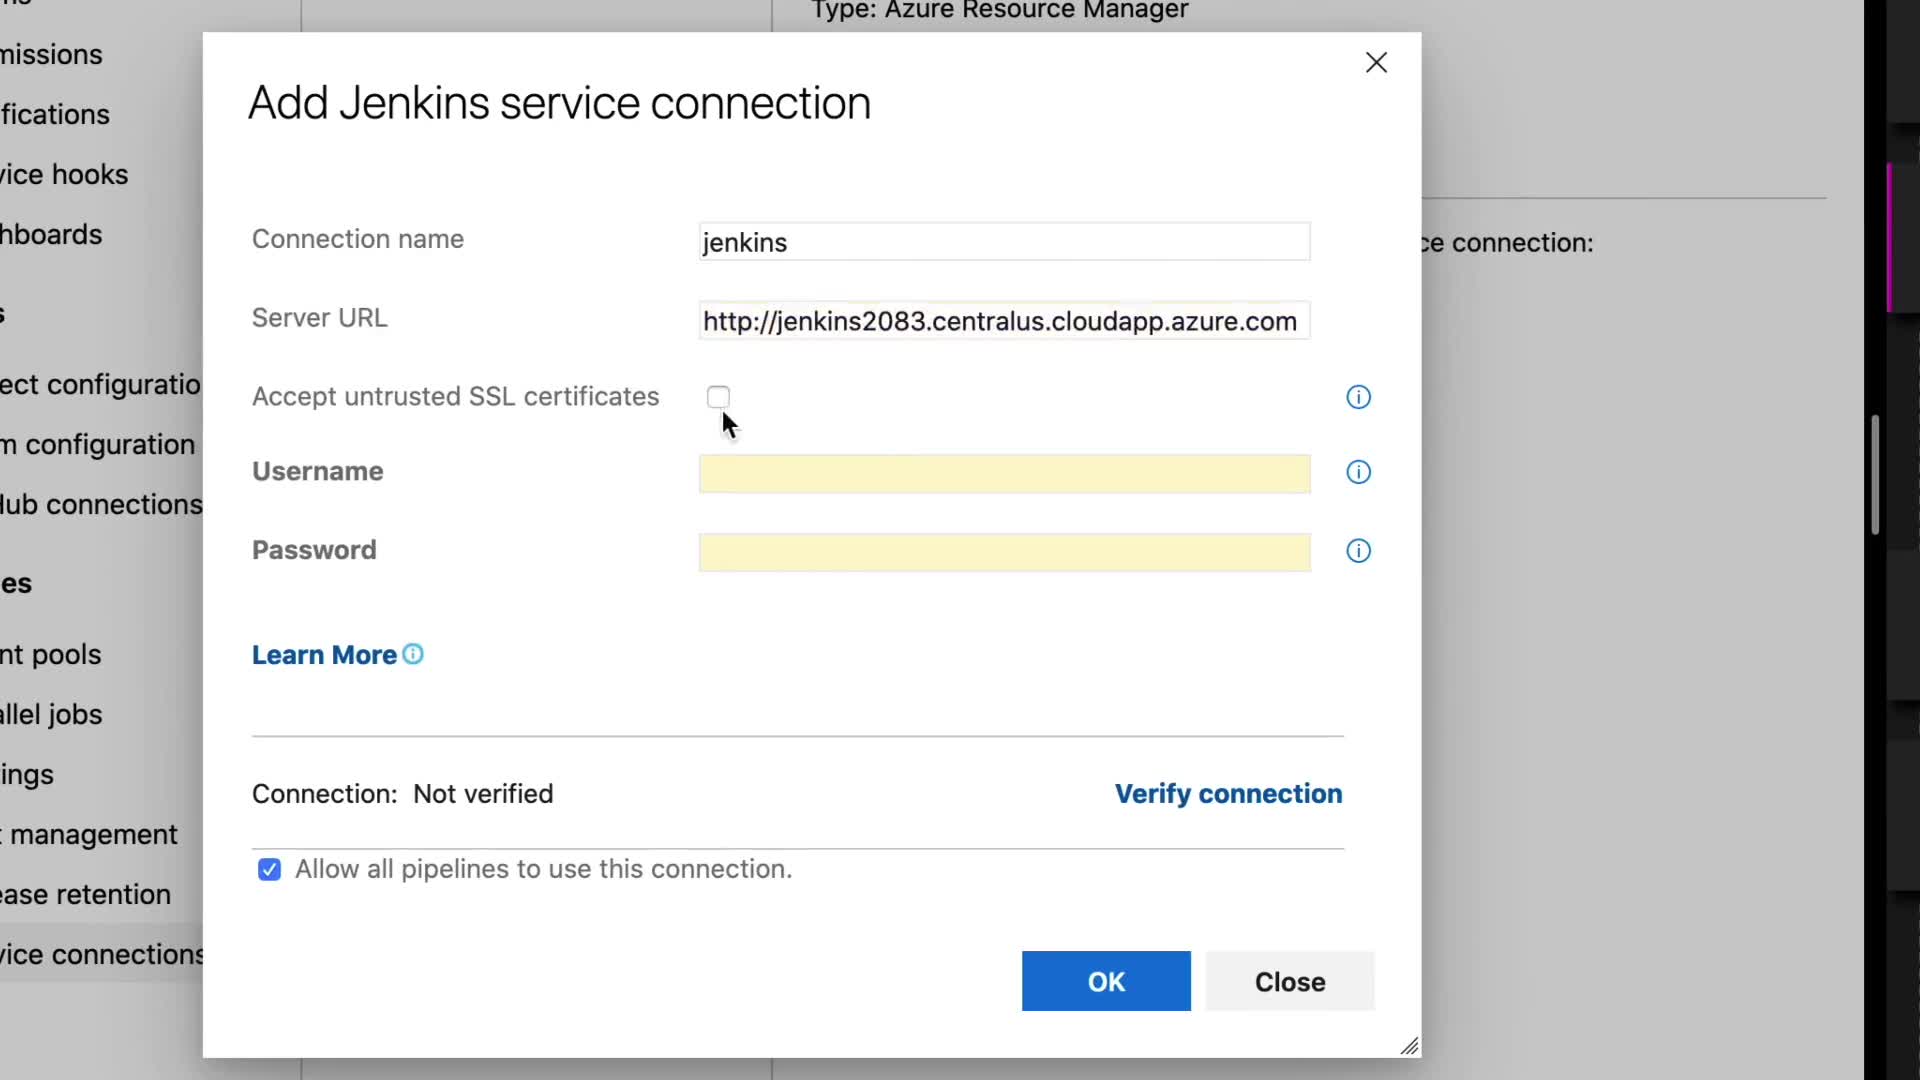 Type: Azure Resource Manager
missions
fications
vice hooks
hboards
s
ect configuratio
m configuration
Hub connections
es
nt pools
allel jobs
ings
t management
ease retention
vice connections
ce connection:
Add Jenkins service connection
Connection name
jenkins
Server URL
http://jenkins2083.centralus.cloudapp.azure.com
Accept untrusted SSL certificates
Username
Password
Learn More
Connection: Not verified
Verify connection
Allow all pipelines to use this connection.
OK
Close